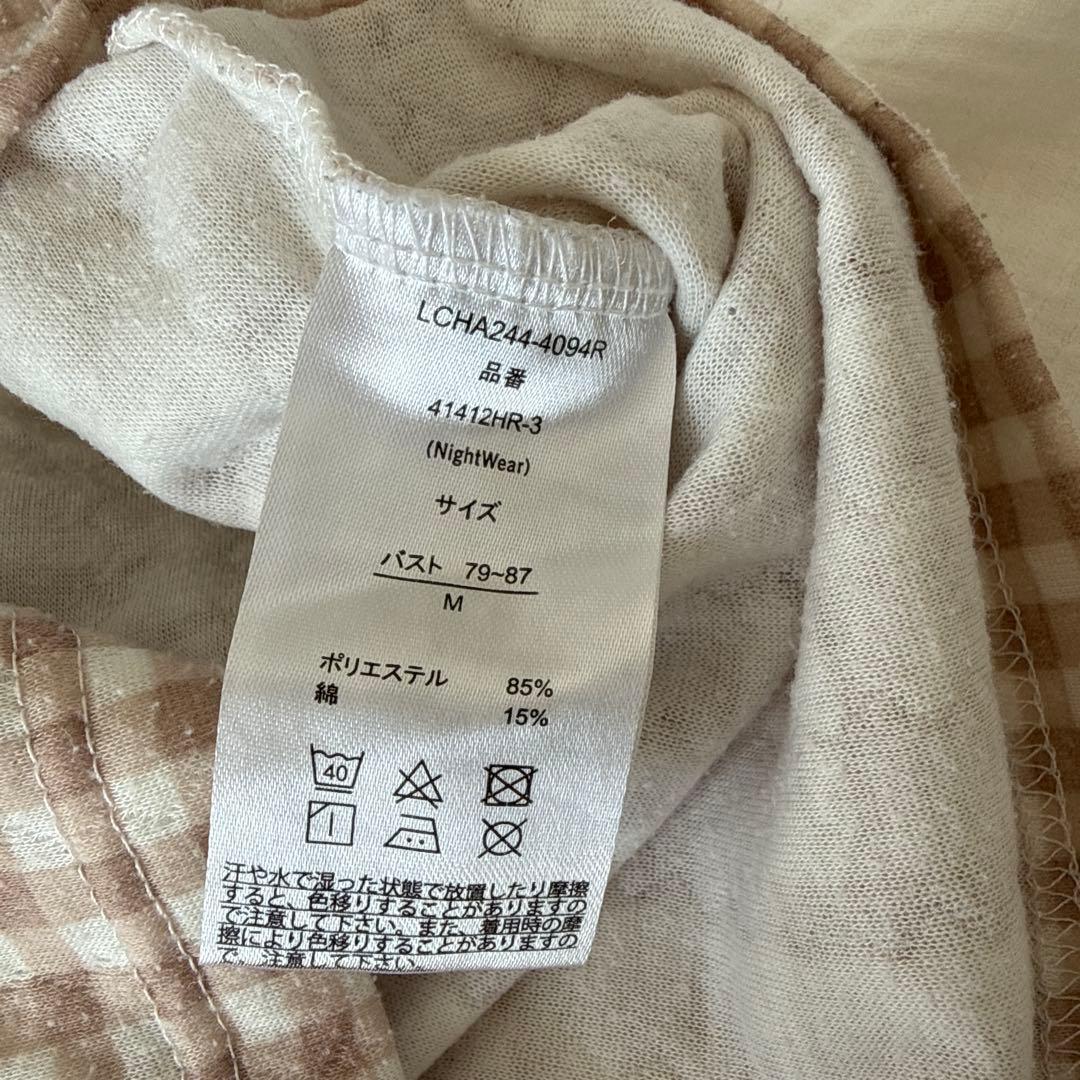 LCHA244-4094R
品番
41412HR-3
(NightWear)
サイズ
バスト 79~87
M
ポリエステル 85%
綿 15%
40
汗や水で湿った状態で放置したり摩擦
すると、色移りすることがありますの
で注意して下さい。また、着用時の摩
擦により色移りすることがありますの
で、注意して下さい。